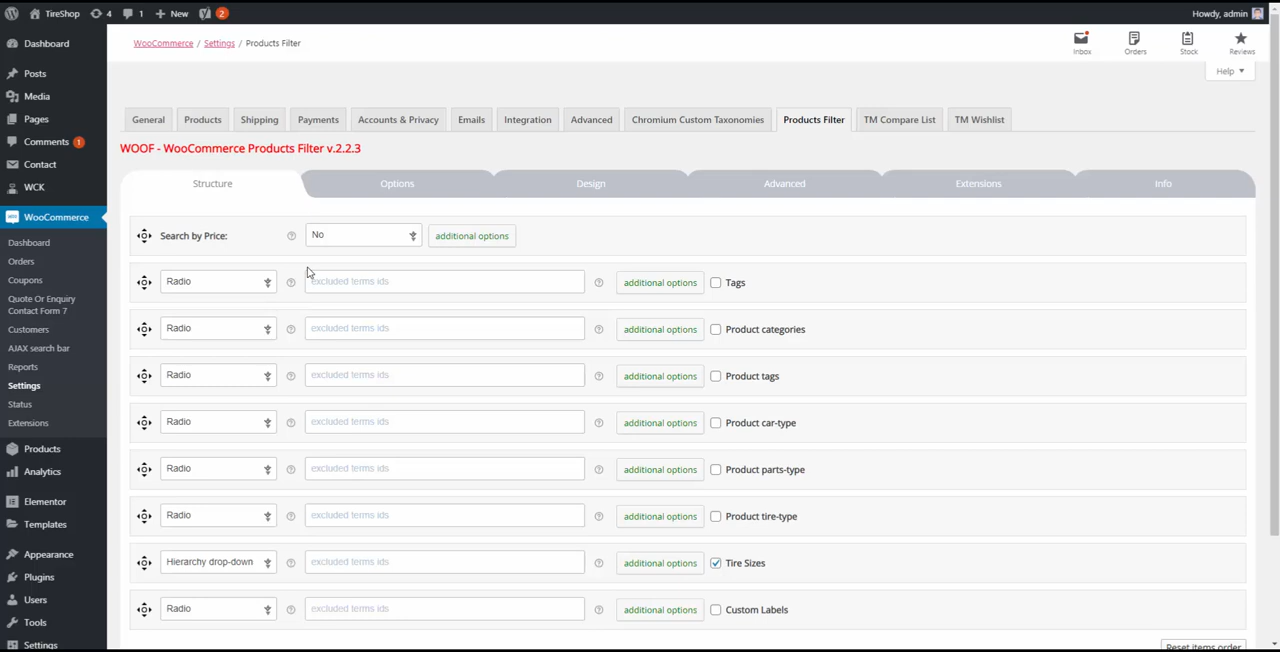 TireShop 4 1 New 2 Howdy, admin
Dashboard
Posts
Media
Pages
Comments 1
Contact
WCK
WooCommerce
Dashboard
Orders
Coupons
Quote Or Enquiry
Contact Form 7
Customers
AJAX search bar
Reports
Settings
Status
Extensions
Products
Analytics
Elementor
Templates
Appearance
Plugins
Users
Tools
Settings
WooCommerce / Settings / Products Filter
Inbox Orders Stock Reviews
Help
General Products Shipping Payments Accounts & Privacy Emails Integration Advanced Chromium Custom Taxonomies Products Filter TM Compare List TM Wishlist
WOOF - WooCommerce Products Filter v.2.2.3
Structure Options Design Advanced Extensions Info
Search by Price: No additional options
Radio excluded terms ids additional options Tags
Radio excluded terms ids additional options Product categories
Radio excluded terms ids additional options Product tags
Radio excluded terms ids additional options Product car-type
Radio excluded terms ids additional options Product parts-type
Radio excluded terms ids additional options Product tire-type
Hierarchy drop-down excluded terms ids additional options Tire Sizes
Radio excluded terms ids additional options Custom Labels
Reset items order